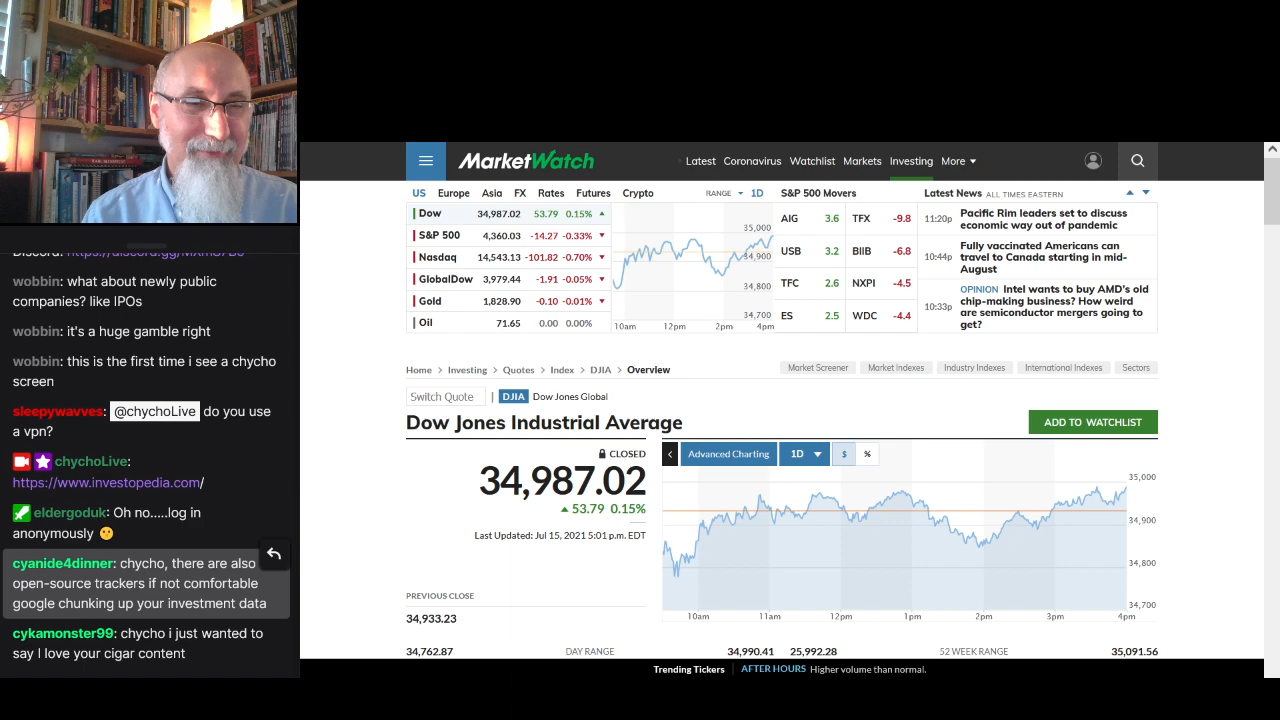 wobbin: what about newly public
companies? like IPOs
wobbin: it's a huge gamble right
wobbin: this is the first time i see a chycho
screen
sleepywavves: @chychoLive do you use
a vpn?
chychoLive:
https://www.investopedia.com/
eldergoduk: Oh no.....log in
anonymously
cyanide4dinner: chycho, there are also
open-source trackers if not comfortable
google chunking up your investment data
cykamonster99: chycho i just wanted to
say I love your cigar content
MarketWatch Latest Coronavirus Watchlist Markets Investing More
US Europe Asia FX Rates Futures Crypto RANGE 1D
Dow 34,987.02 53.79 0.15%
S&P 500 4,360.03 -14.27 -0.33%
Nasdaq 14,543.13 -101.82 -0.70%
GlobalDow 3,979.44 -1.91 -0.05%
Gold 1,828.90 -0.10 -0.01%
Oil 71.65 0.00 0.00%
35,000
34,900
34,800
34,700
10am 12pm 2pm 4pm
S&P 500 Movers
AIG 3.6 TFX -9.8
USB 3.2 BIIB -6.8
TFC 2.6 NXPI -4.5
ES 2.5 WDC -4.4
Latest News ALL TIMES EASTERN
11:20p Pacific Rim leaders set to discuss
economic way out of pandemic
10:44p Fully vaccinated Americans can
travel to Canada starting in mid-
August
10:33p OPINION Intel wants to buy AMD's old
chip-making business? How weird
are semiconductor mergers going to
get?
Home > Investing > Quotes > Index > DJIA > Overview
Market Screener Market Indexes Industry Indexes International Indexes Sectors
Switch Quote | DJIA Dow Jones Global
Dow Jones Industrial Average
ADD TO WATCHLIST
CLOSED
34,987.02
53.79 0.15%
Last Updated: Jul 15, 2021 5:01 p.m. EDT
PREVIOUS CLOSE
34,933.23
Advanced Charting 1D $ %
35,000
34,900
34,800
34,700
10am 11am 12pm 1pm 2pm 3pm 4pm
34,762.87 DAY RANGE 34,990.41 25,992.28 52 WEEK RANGE 35,091.56
Trending Tickers | AFTER HOURS Higher volume than normal.